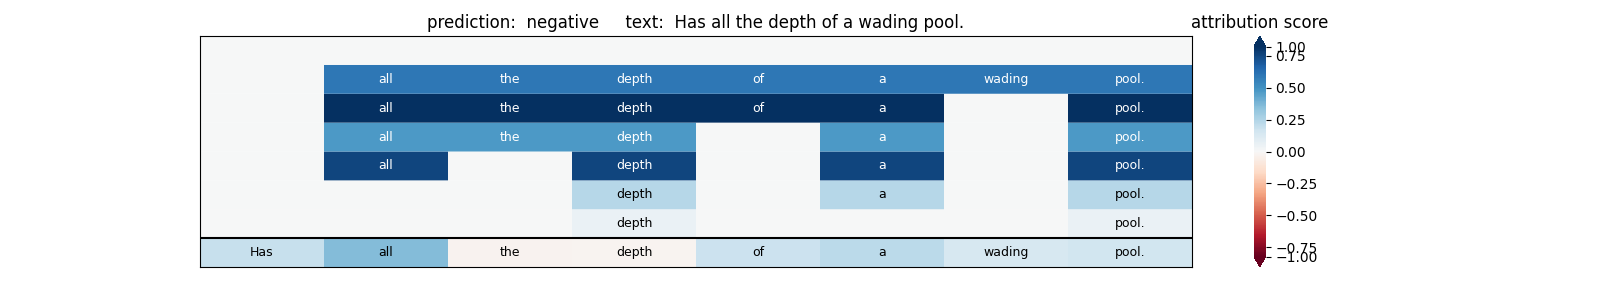 prediction:  negative     text:  Has all the depth of a wading pool.
attribution score
all the depth of a wading pool.
all the depth of a pool.
all the depth a pool.
all depth a pool.
depth a pool.
depth pool.
Has all the depth of a wading pool.
1.00
0.75
0.50
0.25
0.00
−0.25
−0.50
−0.75
−1.00